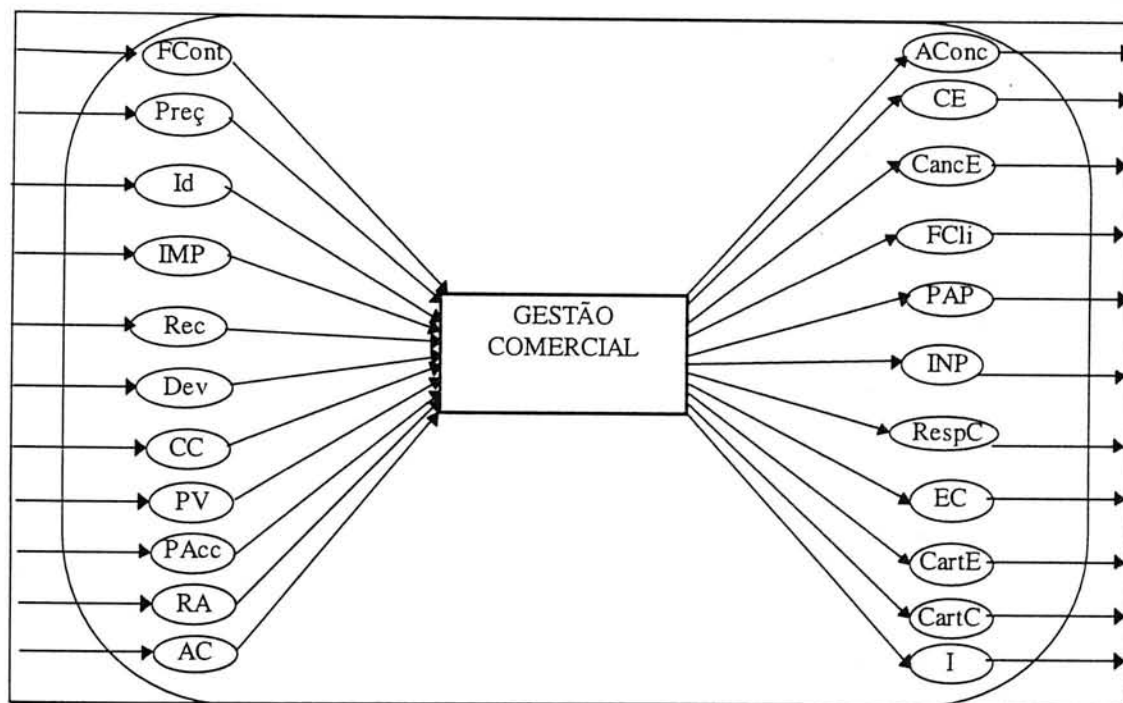 FCont
Preç
Id
IMP
Rec
Dev
CC
PV
PAcc
RA
AC
GESTÃO
COMERCIAL
AConc
CE
CancE
FCli
PAP
INP
RespC
EC
CartE
CartC
I